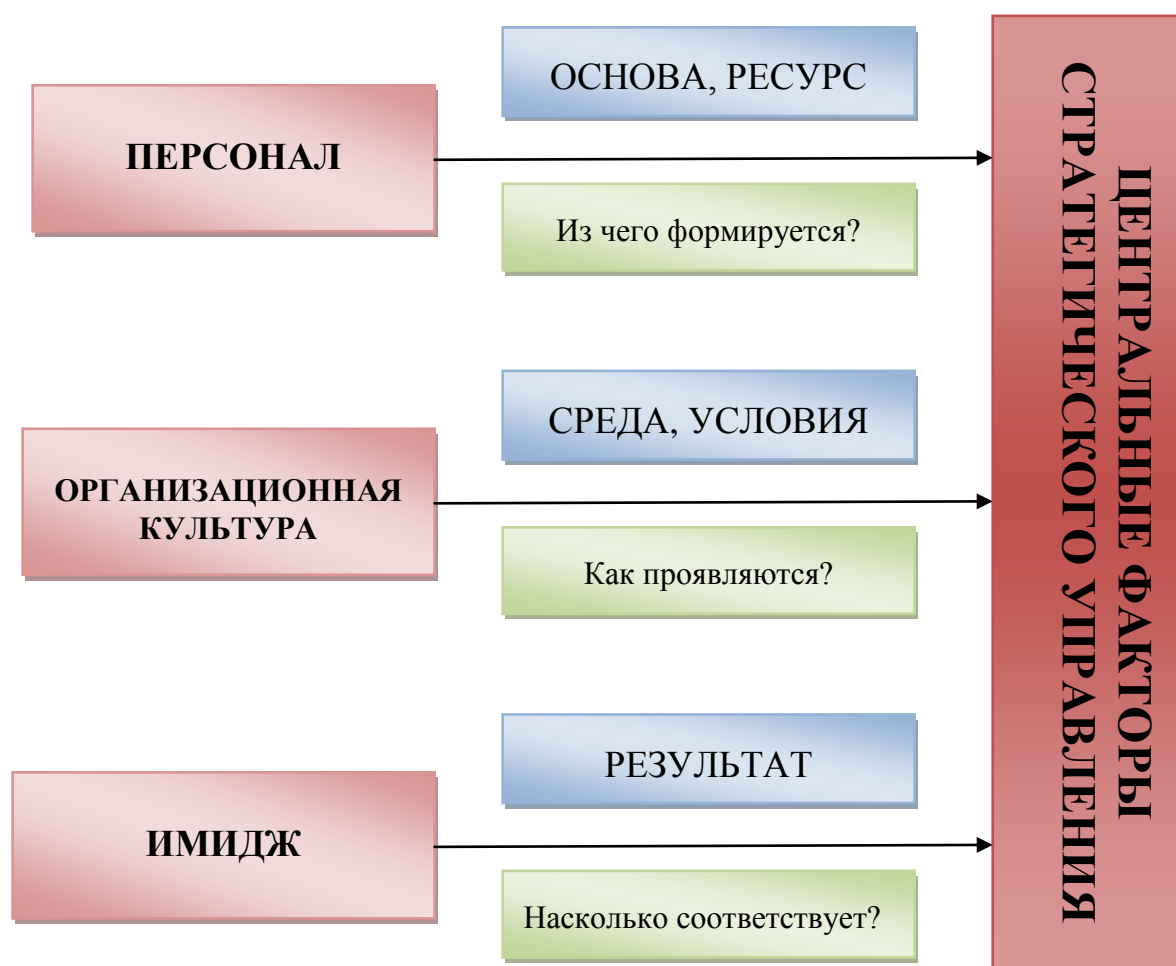 ОСНОВА, РЕСУРС
ПЕРСОНАЛ
Из чего формируется?
СРЕДА, УСЛОВИЯ
ОРГАНИЗАЦИОННАЯ
КУЛЬТУРА
Как проявляются?
РЕЗУЛЬТАТ
ИМИДЖ
Насколько соответствует?
ЦЕНТРАЛЬНЫЕ ФАКТОРЫ
СТРАТЕГИЧЕСКОГО УПРАВЛЕНИЯ